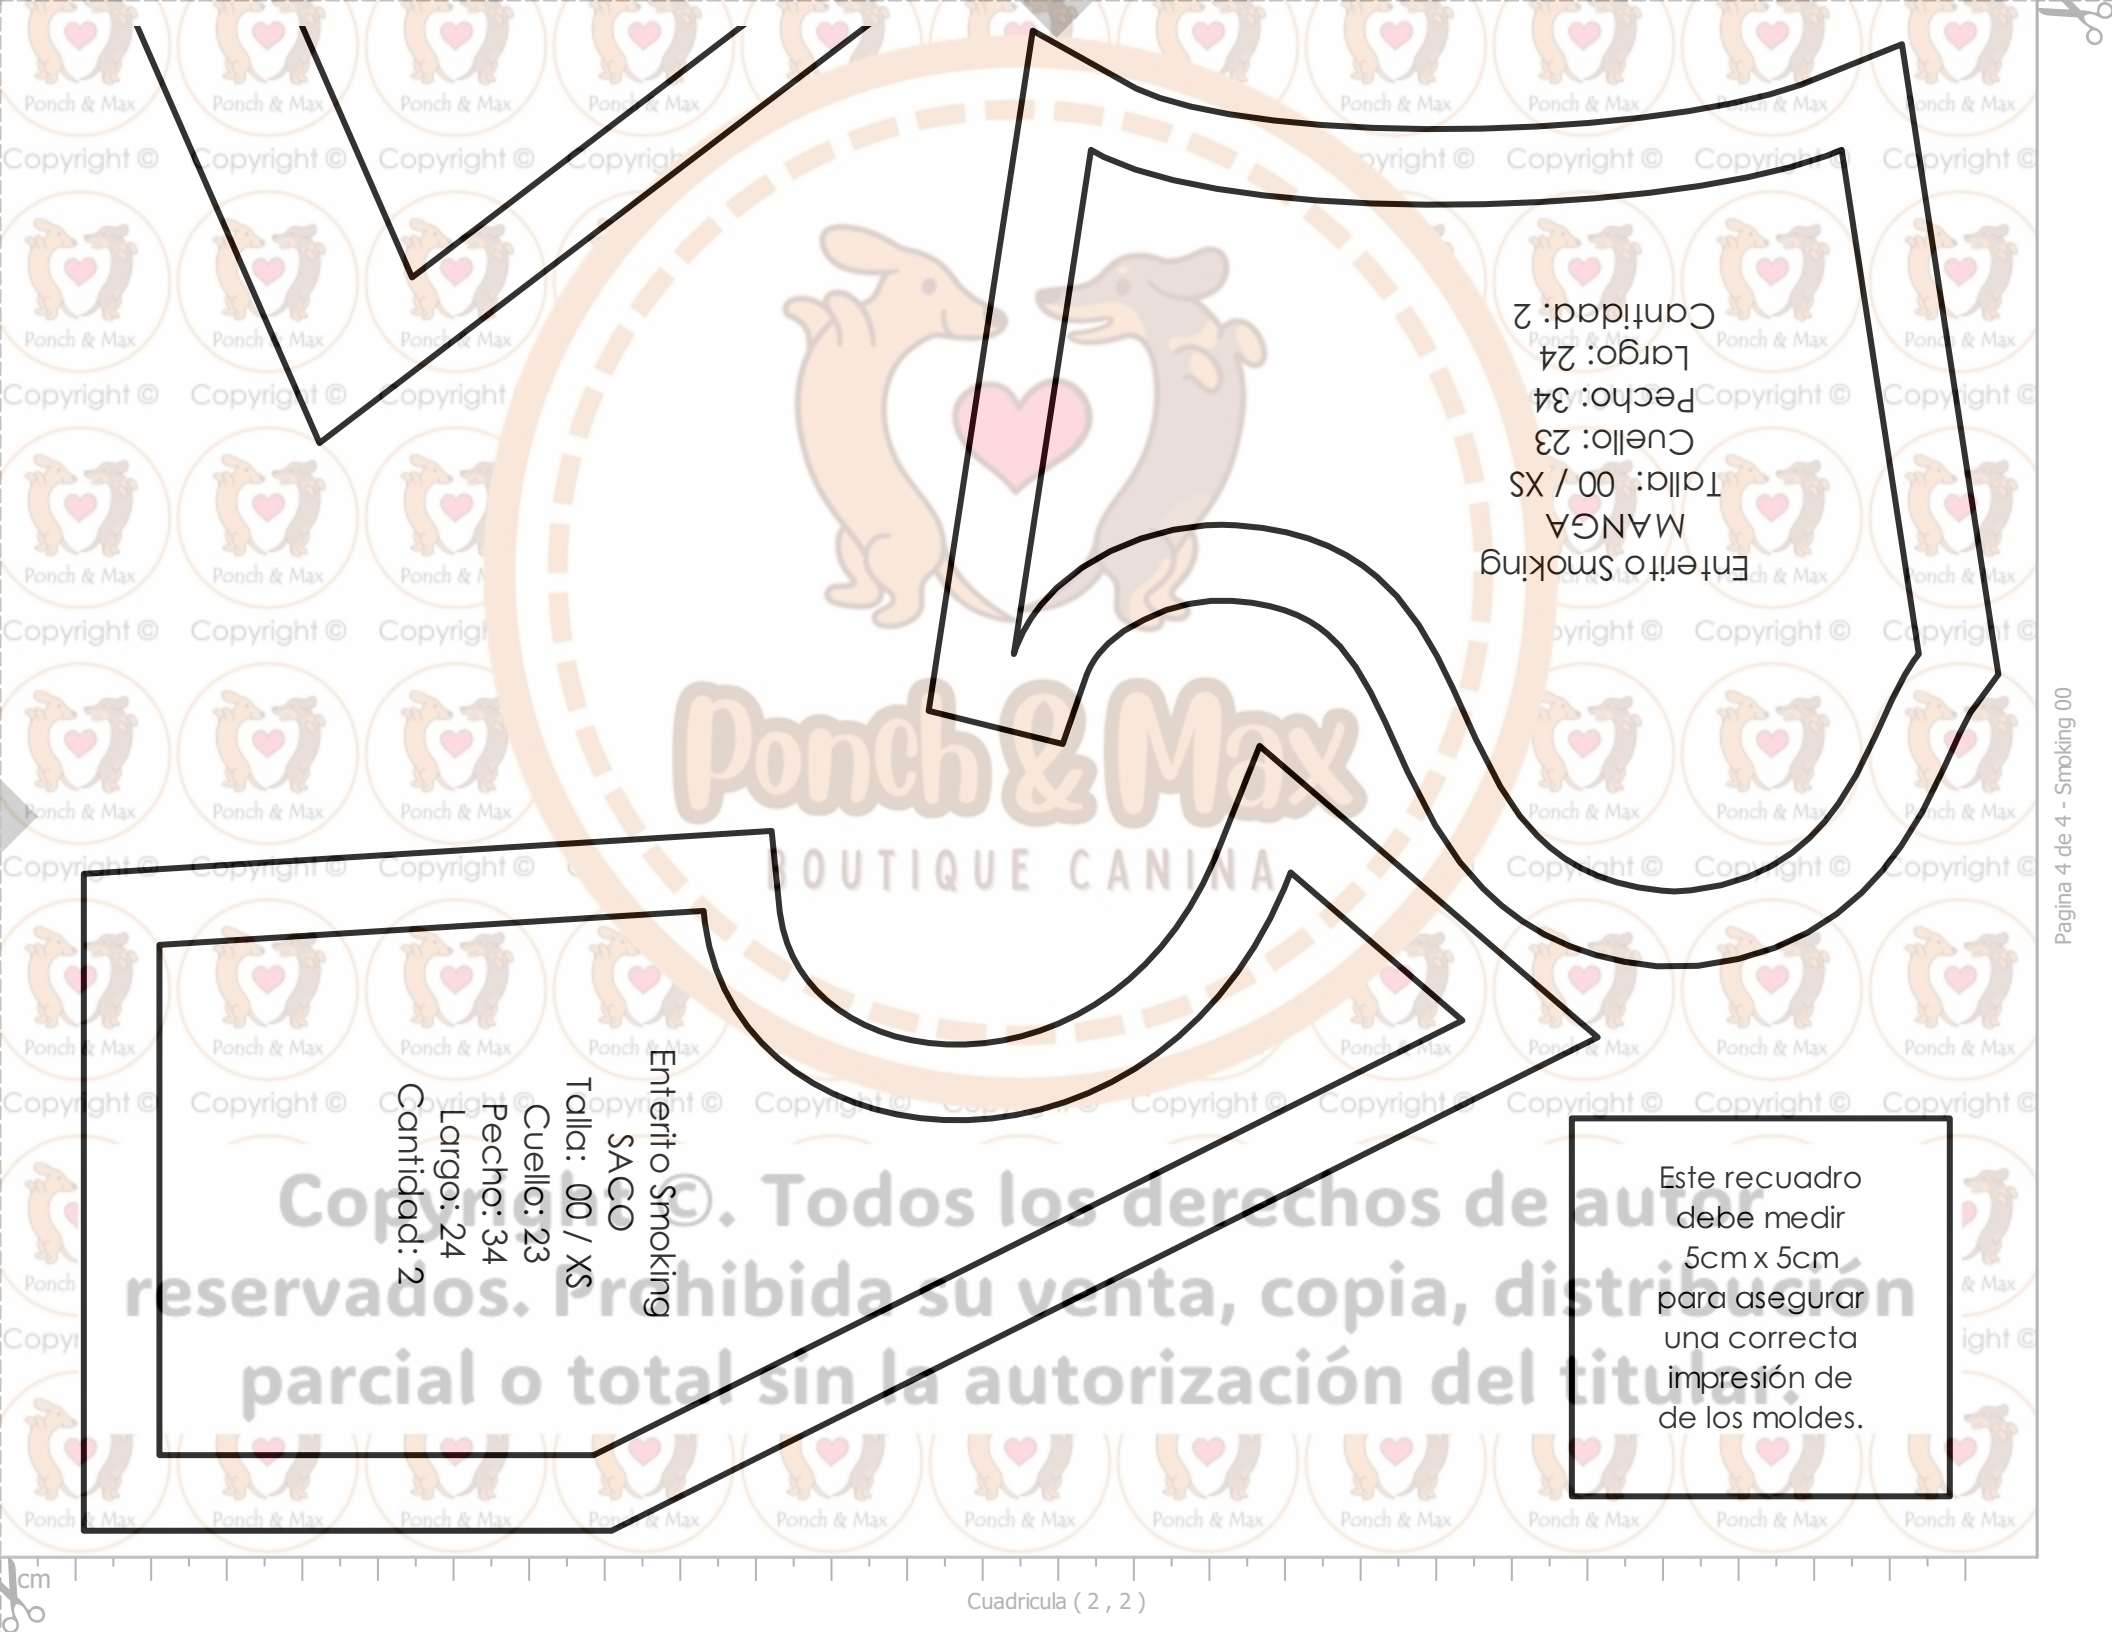 Enterito Smoking
MANGA
Talla: 00 / XS
Cuello: 23
Pecho: 34
Largo: 24
Cantidad: 2
Ponch & Max
BOUTIQUE CANINA
Enterito Smoking
SACO
Talla: 00 / XS
Cuello: 23
Pecho: 34
Largo: 24
Cantidad: 2
Copyright ©. Todos los derechos de autor
reservados. Prohibida su venta, copia, distribución
parcial o total sin la autorización del titular.
Este recuadro
debe medir
5cm x 5cm
para asegurar
una correcta
impresión de
de los moldes.
Pagina 4 de 4 - Smoking 00
cm
Cuadricula ( 2 , 2 )
Ponch & Max
Copyright ©